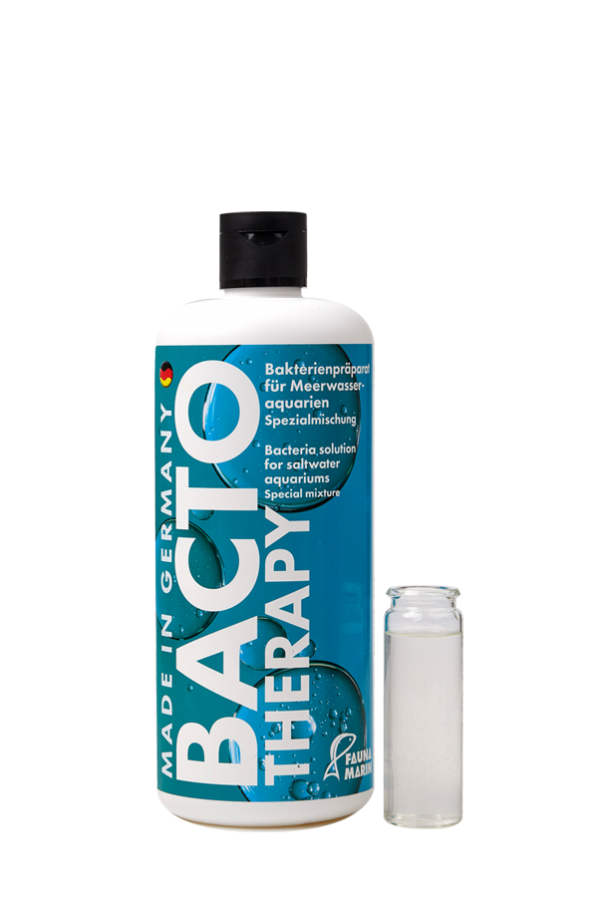 MADE IN GERMANY
BACTO
THERAPY
Bakterienpräparat
für Meerwasser-
aquarien
Spezialmischung
Bacteria solution
for saltwater
aquariums
Special mixture
FAUNA
MARIN